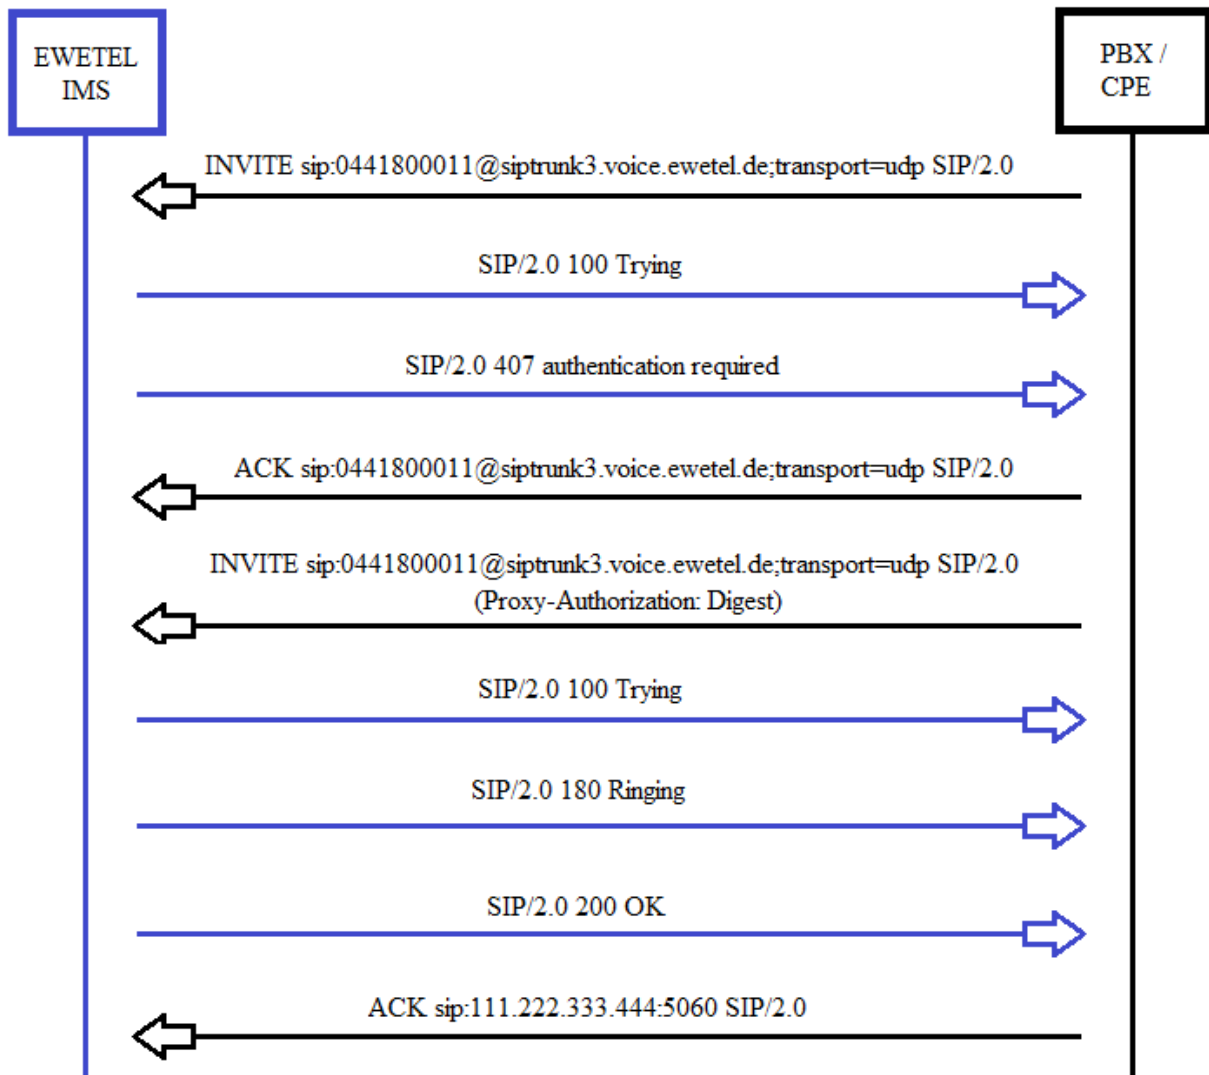 EWETEL
IMS
PBX /
CPE
INVITE sip:0441800011@siptrunk3.voice.ewetel.de;transport=udp SIP/2.0
SIP/2.0 100 Trying
SIP/2.0 407 authentication required
ACK sip:0441800011@siptrunk3.voice.ewetel.de;transport=udp SIP/2.0
INVITE sip:0441800011@siptrunk3.voice.ewetel.de;transport=udp SIP/2.0
(Proxy-Authorization: Digest)
SIP/2.0 100 Trying
SIP/2.0 180 Ringing
SIP/2.0 200 OK
ACK sip:111.222.333.444:5060 SIP/2.0